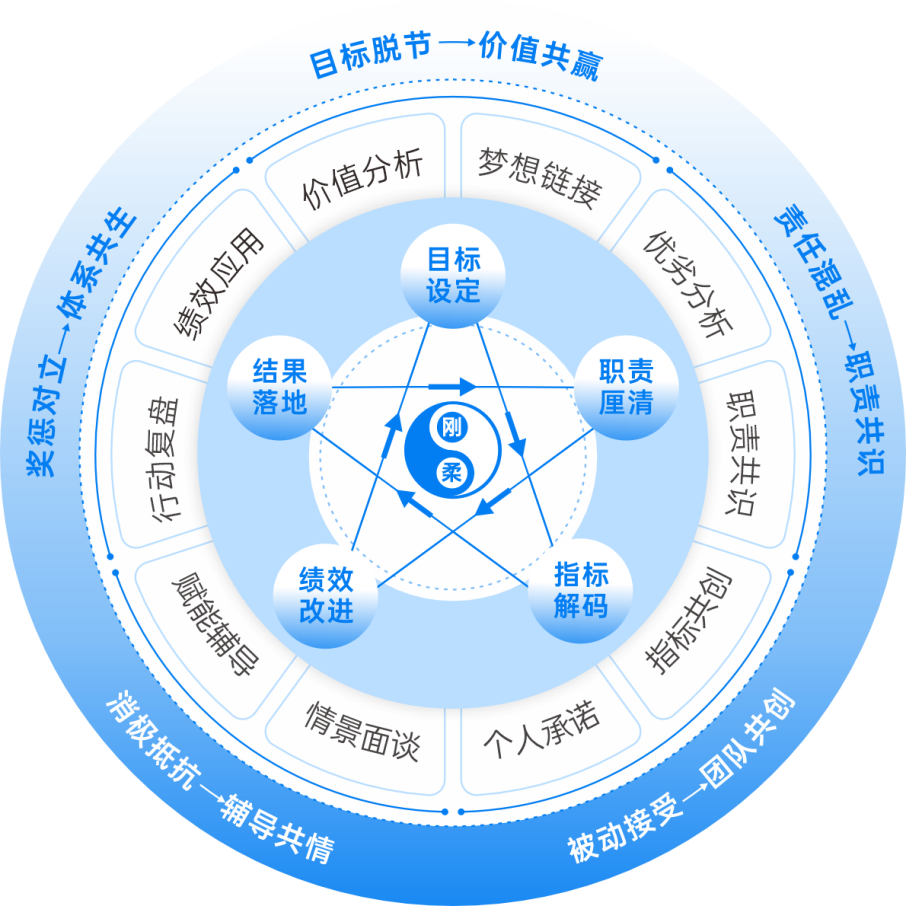 目标脱节→价值共赢
责任混乱→职责共识
被动接受→团队共创
消极抵抗→辅导共情
奖惩对立→体系共生
价值分析
梦想链接
优劣分析
职责共识
指标共创
个人承诺
情景面谈
赋能辅导
行动复盘
绩效应用
目标
设定
职责
厘清
指标
解码
绩效
改进
结果
落地
刚
柔